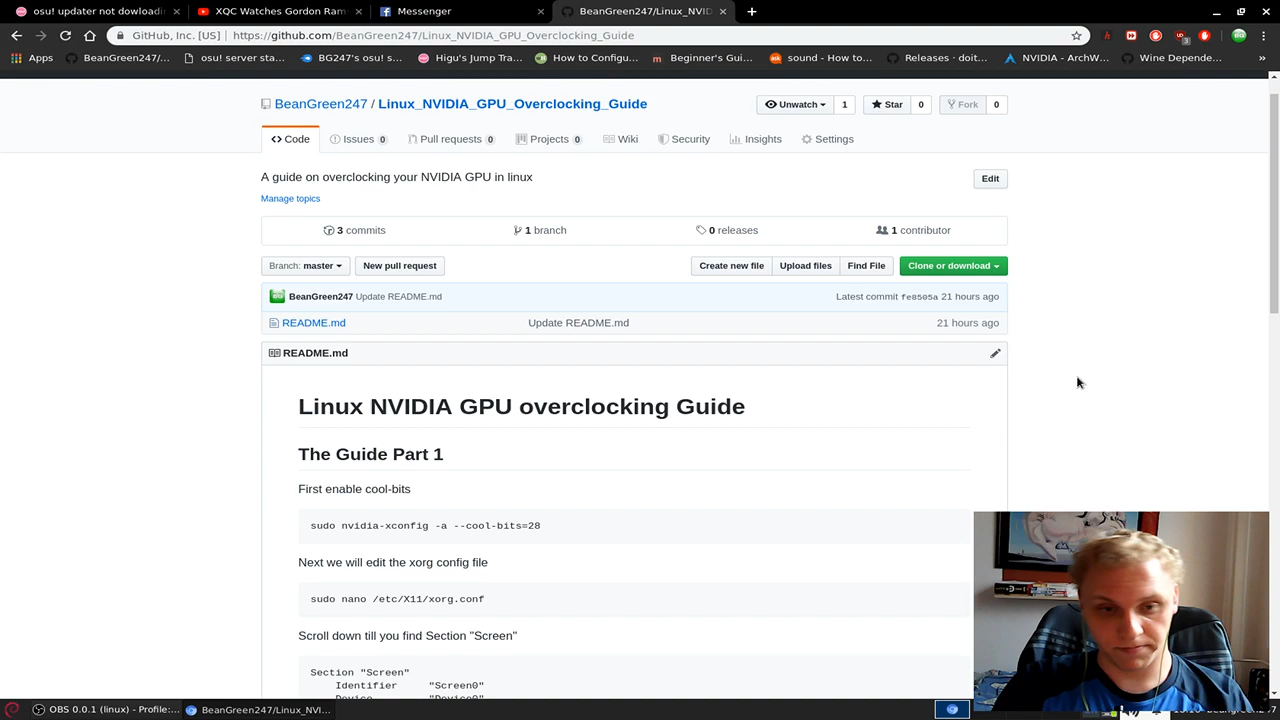 osu! updater not dowloadi
XQC Watches Gordon Ram
Messenger
BeanGreen247/Linux_NVID
GitHub, Inc. [US] | https://github.com/BeanGreen247/Linux_NVIDIA_GPU_Overclocking_Guide
Apps BeanGreen247/... osu! server sta... BG247's osu! s... Higu's Jump Tra... How to Configu... Beginner's Gui... sound - How to... Releases · doit... NVIDIA - ArchW... Wine Depende... »
BeanGreen247 / Linux_NVIDIA_GPU_Overclocking_Guide
Unwatch 1 Star 0 Fork 0
Code Issues 0 Pull requests 0 Projects 0 Wiki Security Insights Settings
A guide on overclocking your NVIDIA GPU in linux
Edit
Manage topics
3 commits 1 branch 0 releases 1 contributor
Branch: master New pull request Create new file Upload files Find File Clone or download
BeanGreen247 Update README.md Latest commit fe8505a 21 hours ago
README.md Update README.md 21 hours ago
README.md
Linux NVIDIA GPU overclocking Guide
The Guide Part 1
First enable cool-bits
sudo nvidia-xconfig -a --cool-bits=28
Next we will edit the xorg config file
sudo nano /etc/X11/xorg.conf
Scroll down till you find Section "Screen"
Section "Screen"
Identifier "Screen0"
Device "Device0"
OBS 0.0.1 (linux) - Profile:... BeanGreen247/Linux_NVI...